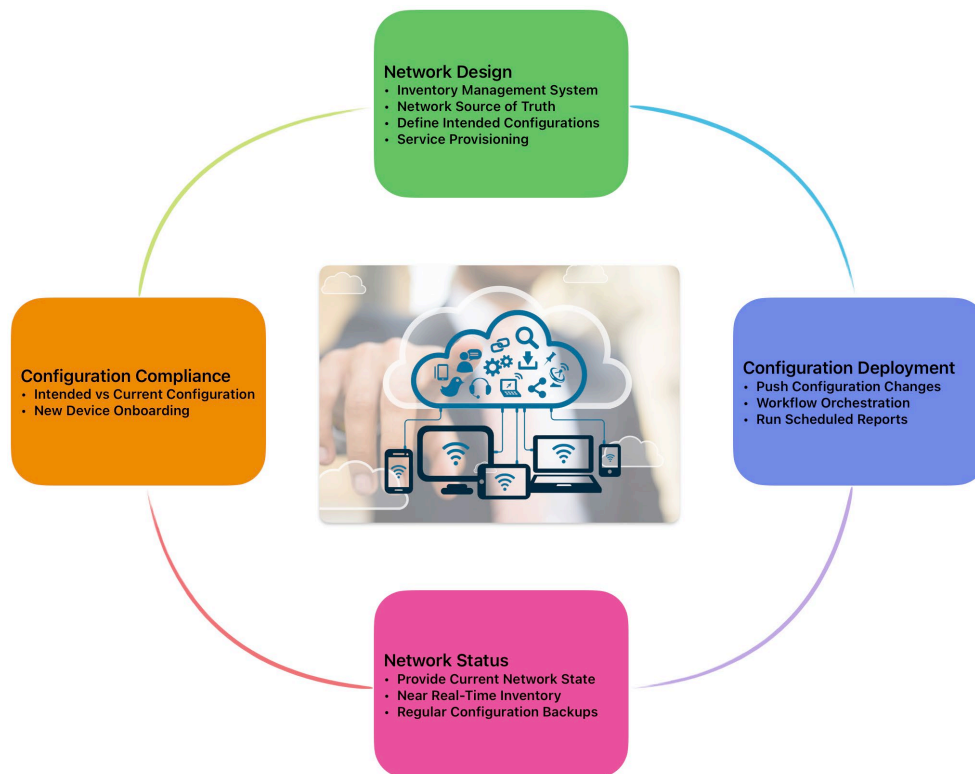 Network Design
• Inventory Management System
• Network Source of Truth
• Define Intended Configurations
• Service Provisioning
Configuration Compliance
• Intended vs Current Configuration
• New Device Onboarding
Configuration Deployment
• Push Configuration Changes
• Workflow Orchestration
• Run Scheduled Reports
Network Status
• Provide Current Network State
• Near Real-Time Inventory
• Regular Configuration Backups